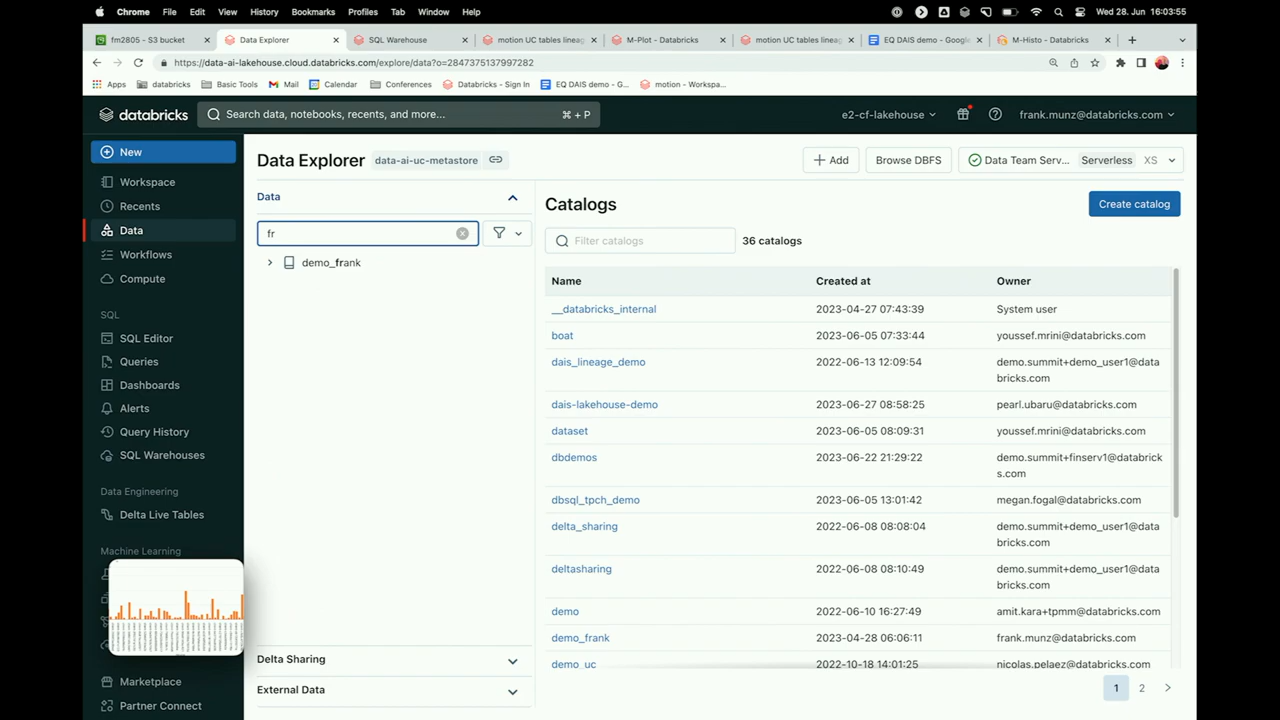 Chrome File Edit View History Bookmarks Profiles Tab Window Help Wed 28. Jun 16:03:55
fm2805 - S3 bucket Data Explorer SQL Warehouse motion UC tables lineag M-Plot - Databricks motion UC tables lineag EQ DAIS demo - Google M-Histo - Databricks
https://data-ai-lakehouse.cloud.databricks.com/explore/data?o=2847375137997282
Apps databricks Basic Tools Mail Calendar Conferences Databricks - Sign In EQ DAIS demo - G... motion - Workspa...
databricks Search data, notebooks, recents, and more... ⌘ + P e2-cf-lakehouse frank.munz@databricks.com
New
Workspace
Recents
Data
Workflows
Compute
SQL
SQL Editor
Queries
Dashboards
Alerts
Query History
SQL Warehouses
Data Engineering
Delta Live Tables
Machine Learning
Marketplace
Partner Connect
Data Explorer data-ai-uc-metastore + Add Browse DBFS Data Team Serv... Serverless XS
Data
fr
demo_frank
Delta Sharing
External Data
Catalogs Create catalog
Filter catalogs 36 catalogs
Name Created at Owner
__databricks_internal 2023-04-27 07:43:39 System user
boat 2023-06-05 07:33:44 youssef.mrini@databricks.com
dais_lineage_demo 2022-06-13 12:09:54 demo.summit+demo_user1@data
bricks.com
dais-lakehouse-demo 2023-06-27 08:58:25 pearl.ubaru@databricks.com
dataset 2023-06-05 08:09:31 youssef.mrini@databricks.com
dbdemos 2023-06-22 21:29:22 demo.summit+finserv1@databrick
s.com
dbsql_tpch_demo 2023-06-05 13:01:42 megan.fogal@databricks.com
delta_sharing 2022-06-08 08:08:04 demo.summit+demo_user1@data
bricks.com
deltasharing 2022-06-08 08:10:49 demo.summit+demo_user1@data
bricks.com
demo 2022-06-10 16:27:49 amit.kara+tpmm@databricks.com
demo_frank 2023-04-28 06:06:11 frank.munz@databricks.com
demo_uc 2022-10-18 14:01:25 nicolas.pelaez@databricks.com
1 2